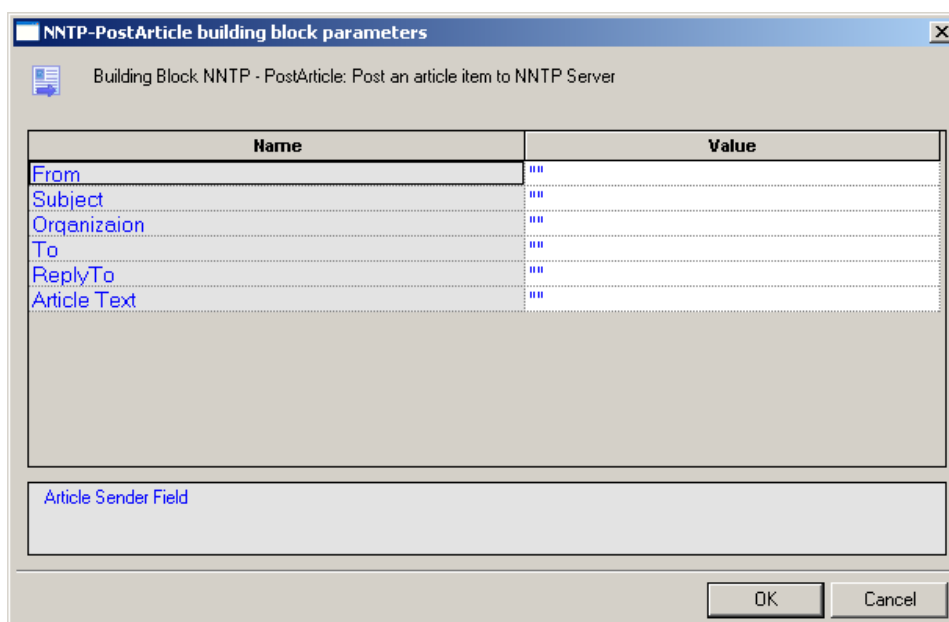 NNTP-PostArticle building block parameters
Building Block NNTP - PostArticle: Post an article item to NNTP Server
Name Value
From ""
Subject ""
Organizaion ""
To ""
ReplyTo ""
Article Text ""
Article Sender Field
OK Cancel